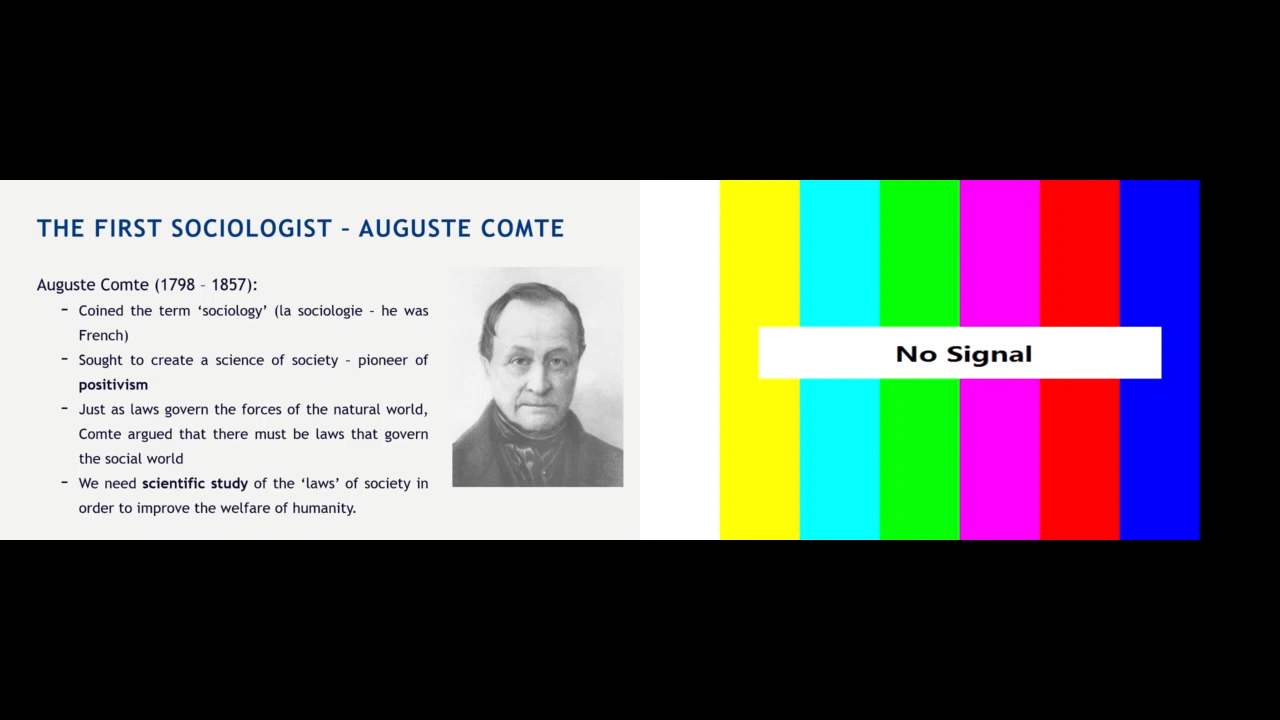 THE FIRST SOCIOLOGIST – AUGUSTE COMTE
Auguste Comte (1798 – 1857):
– Coined the term ‘sociology’ (la sociologie – he was
French)
– Sought to create a science of society – pioneer of
positivism
– Just as laws govern the forces of the natural world,
Comte argued that there must be laws that govern
the social world
– We need scientific study of the ‘laws’ of society in
order to improve the welfare of humanity.
No Signal